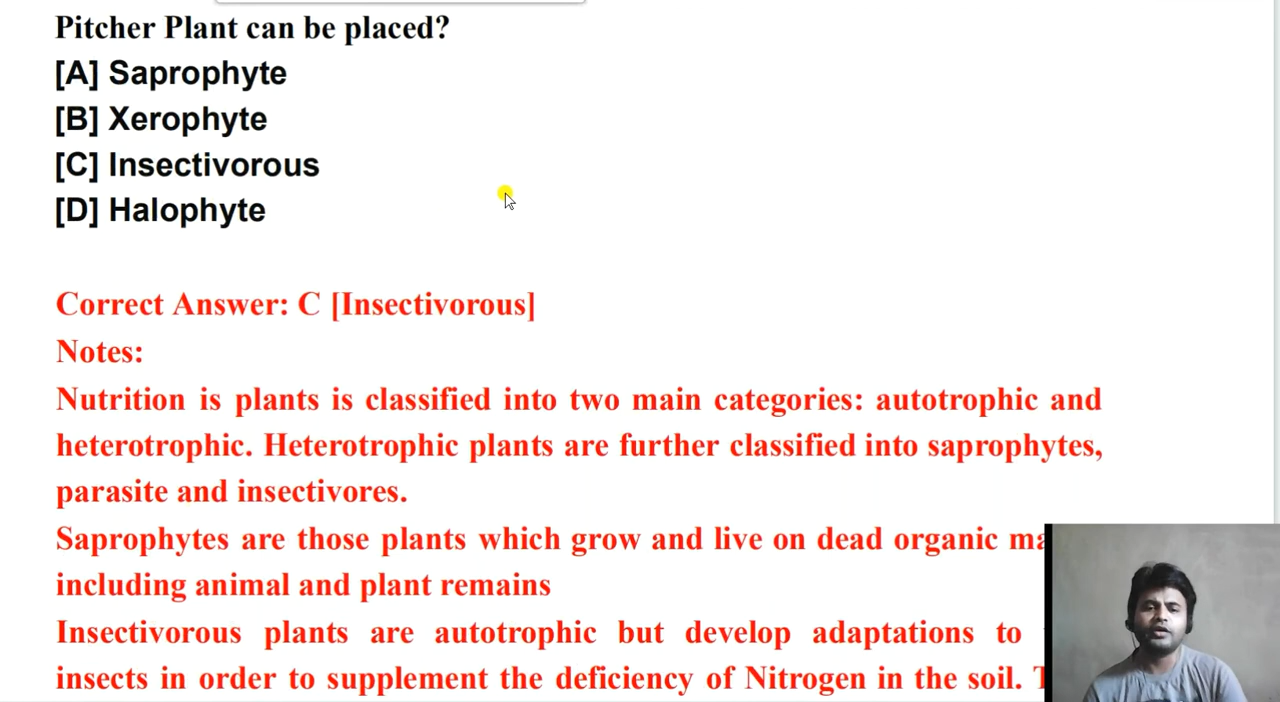 Pitcher Plant can be placed?
[A] Saprophyte
[B] Xerophyte
[C] Insectivorous
[D] Halophyte
Correct Answer: C [Insectivorous]
Notes:
Nutrition is plants is classified into two main categories: autotrophic and
heterotrophic. Heterotrophic plants are further classified into saprophytes,
parasite and insectivores.
Saprophytes are those plants which grow and live on dead organic
including animal and plant remains
Insectivorous plants are autotrophic but develop adaptations to
insects in order to supplement the deficiency of Nitrogen in the soil.